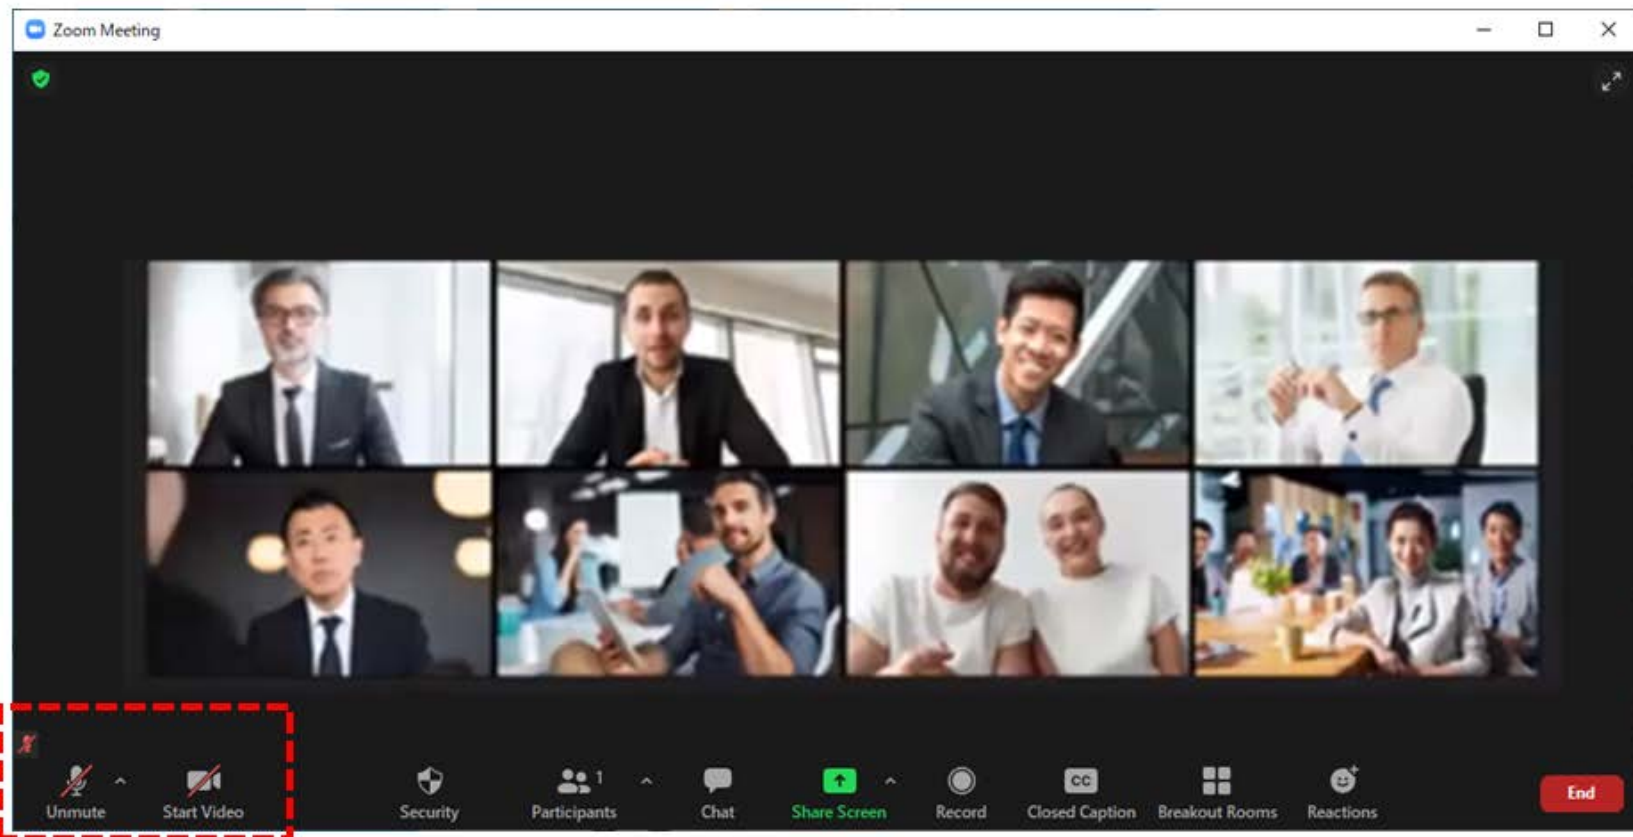 Zoom Meeting
1
Unmute Start Video Security Participants Chat Share Screen Record CC Closed Caption Breakout Rooms Reactions End